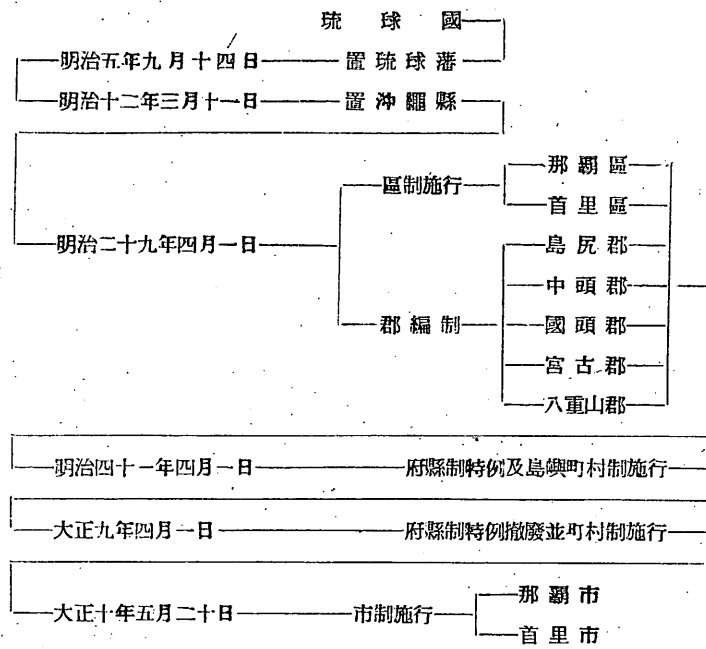 琉球國
明治五年九月十四日 置琉球藩
明治十二年三月十一日 置沖繩縣
明治二十九年四月一日
區制施行
那覇區
首里區
郡編制
島尻郡
中頭郡
國頭郡
宮古郡
八重山郡
明治四十一年四月一日 府縣制特例及島嶼町村制施行
大正九年四月一日 府縣制特例撤廢並町村制施行
大正十年五月二十日 市制施行
那覇市
首里市